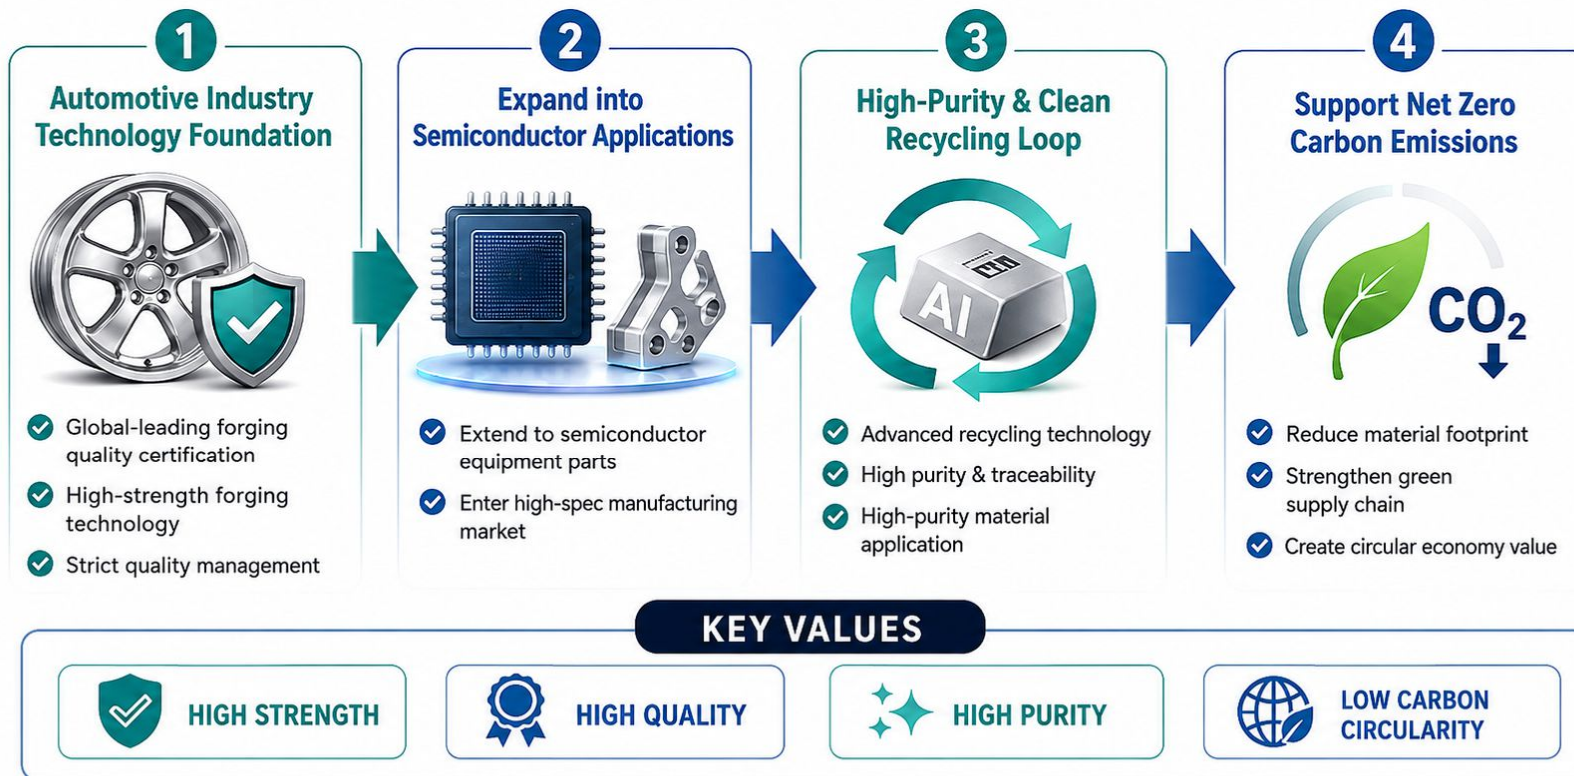 1
Automotive Industry
Technology Foundation
Global-leading forging
quality certification
High-strength forging
technology
Strict quality management
2
Expand into
Semiconductor Applications
Extend to semiconductor
equipment parts
Enter high-spec manufacturing
market
3
High-Purity & Clean
Recycling Loop
Al
Advanced recycling technology
High purity & traceability
High-purity material
application
4
Support Net Zero
Carbon Emissions
CO₂
Reduce material footprint
Strengthen green
supply chain
Create circular economy value
KEY VALUES
HIGH STRENGTH
HIGH QUALITY
HIGH PURITY
LOW CARBON
CIRCULARITY